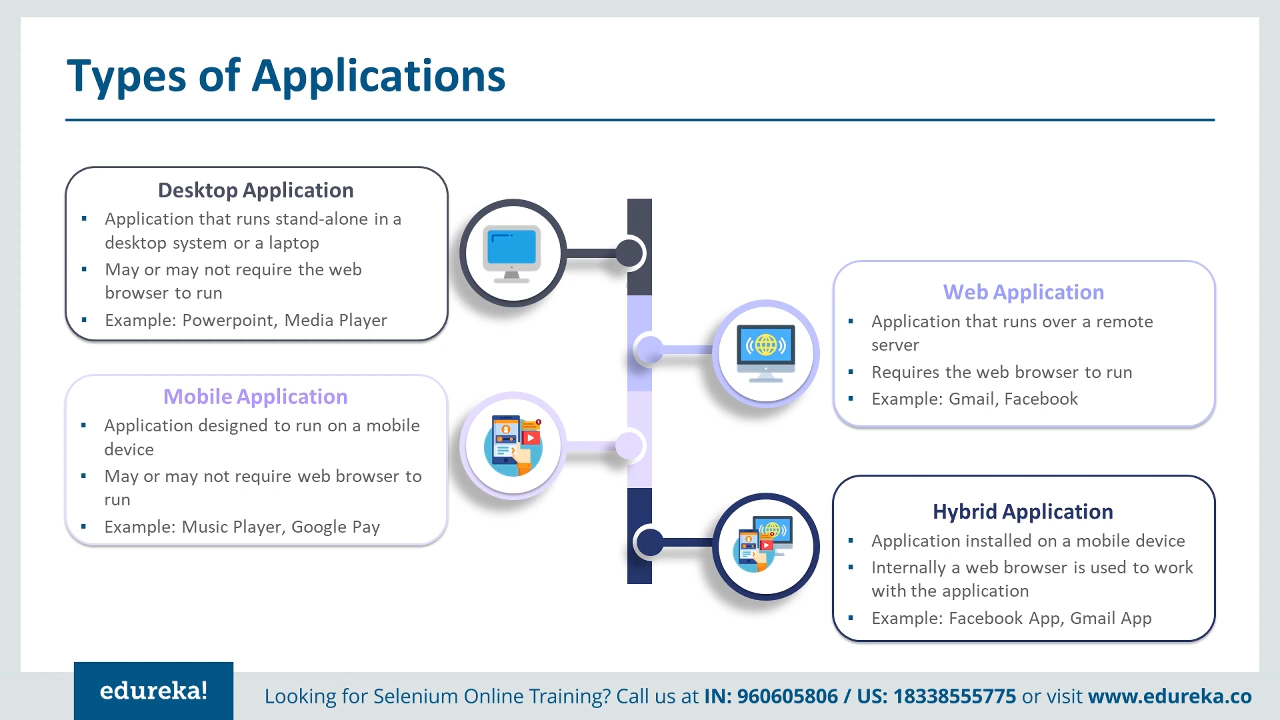 Types of Applications
Desktop Application
▪ Application that runs stand-alone in a
desktop system or a laptop
▪ May or may not require the web
browser to run
▪ Example: Powerpoint, Media Player
Mobile Application
▪ Application designed to run on a mobile
device
▪ May or may not require web browser to
run
▪ Example: Music Player, Google Pay
Web Application
▪ Application that runs over a remote
server
▪ Requires the web browser to run
▪ Example: Gmail, Facebook
Hybrid Application
▪ Application installed on a mobile device.
▪ Internally a web browser is used to work
with the application
▪ Example: Facebook App, Gmail App
edureka!
Looking for Selenium Online Training? Call us at IN: 960605806 / US: 18338555775 or visit www.edureka.co